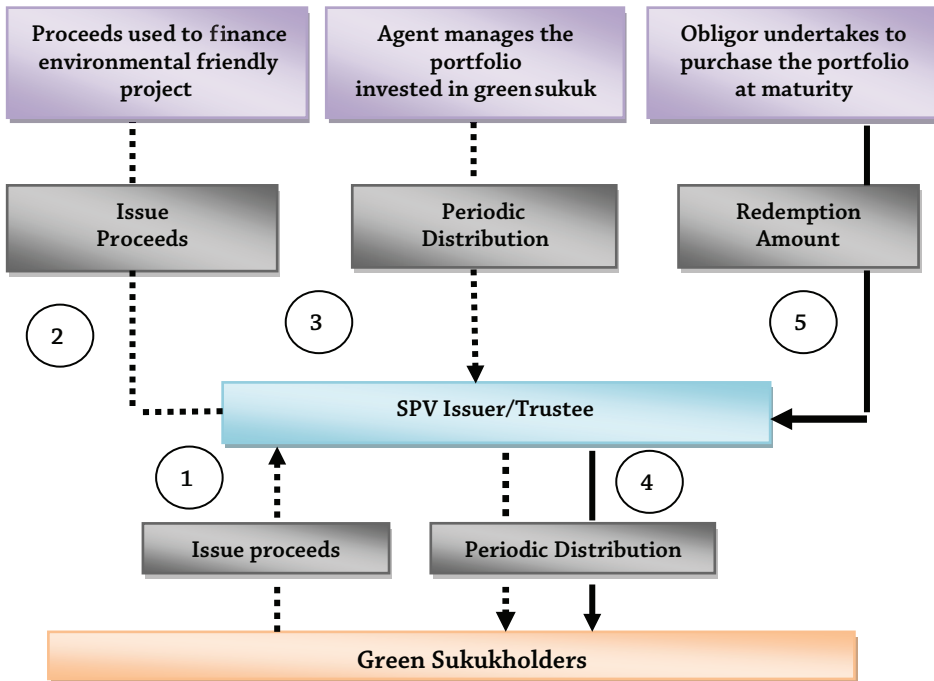 Proceeds used to finance
environmental friendly
project
Agent manages the
portfolio
invested in green sukuk
Obligor undertakes to
purchase the portfolio
at maturity
Issue
Proceeds
Periodic
Distribution
Redemption
Amount
2
3
5
SPV Issuer/Trustee
1
4
Issue proceeds
Periodic Distribution
Green Sukukholders